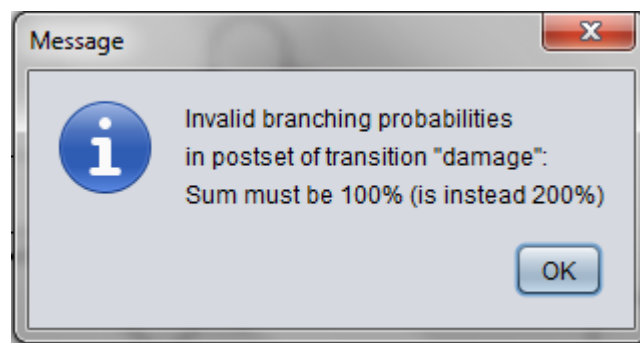 Message
Invalid branching probabilities
in postset of transition "damage":
Sum must be 100% (is instead 200%)
OK